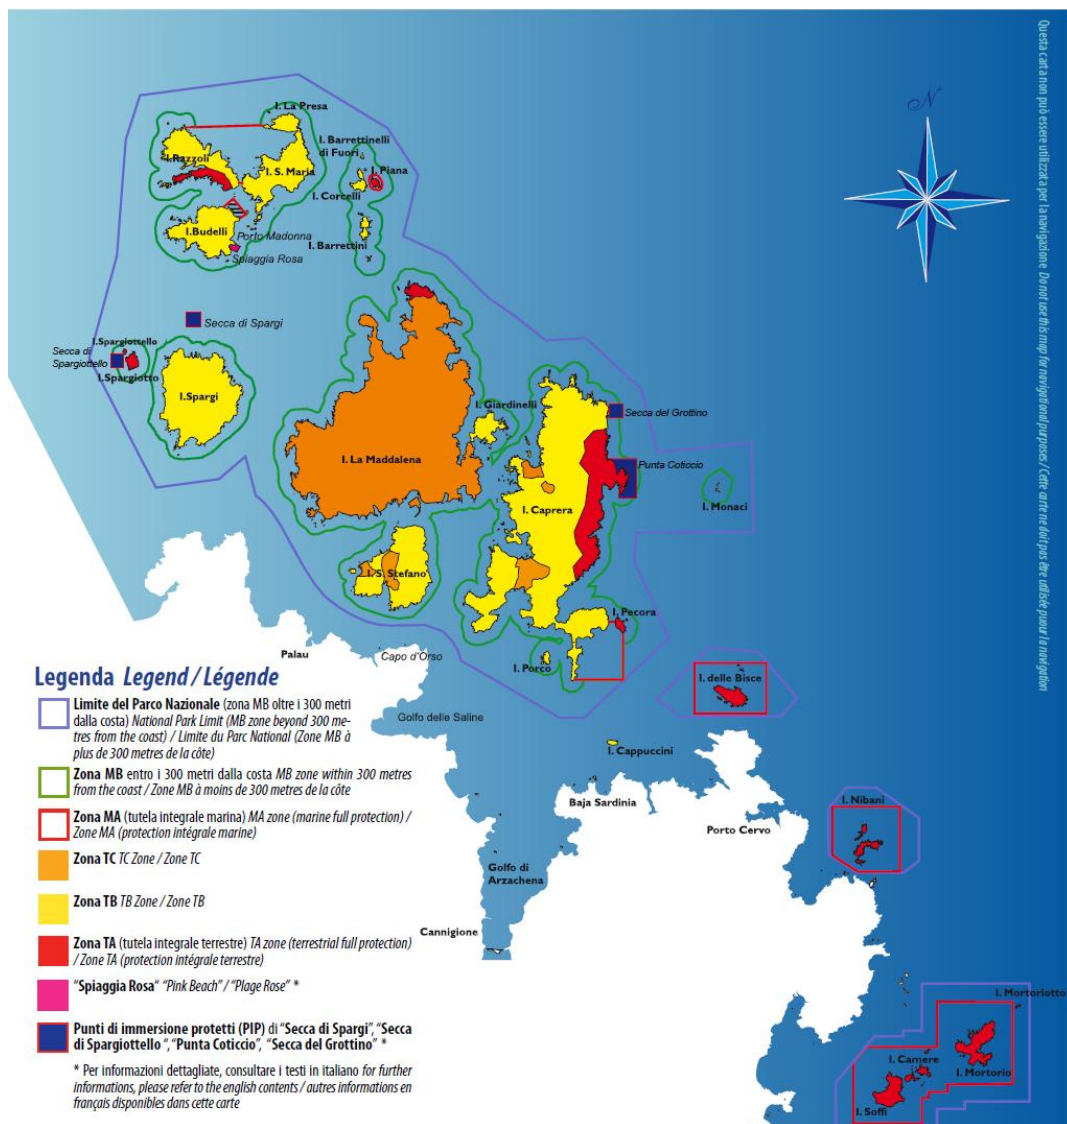 N
Questa carta non può essere utilizzata per la navigazione Do not use this map for navigational purposes / Cette carte ne doit pas être utilisée pour la navigation
I. La Presa
I. Barrettinelli
di Fuori
I.Razzoli
I. S. Maria
I. Piana
I. Corcelli
I.Budelli
Porto Madonna
I. Barrettini
Spiaggia Rosa
Secca di Spargi
I.Spargiottello
Secca di
Spargiottello
I.Spargiotto
I.Spargi
I. Giardinelli
Secca del Grottino
I. La Maddalena
Punta Coticcio
I. Caprera
I. Monaci
I. S. Stefano
I. Pecora
Palau
Capo d'Orso
I. Porco
I. delle Bisce
Golfo delle Saline
I. Cappuccini
Baja Sardinia
Porto Cervo
I. Nibani
Golfo di
Arzachena
Cannigione
I. Mortoriotto
I. Camere
I. Mortorio
I. Soffi
Legenda Legend / Légende
Limite del Parco Nazionale (zona MB oltre i 300 metri
dalla costa) National Park Limit (MB zone beyond 300 me-
tres from the coast) / Limite du Parc National (Zone MB à
plus de 300 metres de la côte)
Zona MB entro i 300 metri dalla costa MB zone within 300 metres
from the coast / Zone MB à moins de 300 metres de la côte
Zona MA (tutela integrale marina) MA zone (marine full protection) /
Zone MA (protection intégrale marine)
Zona TC TC Zone / Zone TC
Zona TB TB Zone / Zone TB
Zona TA (tutela integrale terrestre) TA zone (terrestrial full protection)
/ Zone TA (protection intégrale terrestre)
"Spiaggia Rosa" "Pink Beach" / "Plage Rose" *
Punti di immersione protetti (PIP) di "Secca di Spargi", "Secca
di Spargiottello", "Punta Coticcio", "Secca del Grottino" *
* Per informazioni dettagliate, consultare i testi in italiano for further
informations, please refer to the english contents / autres informations en
français disponibles dans cette carte